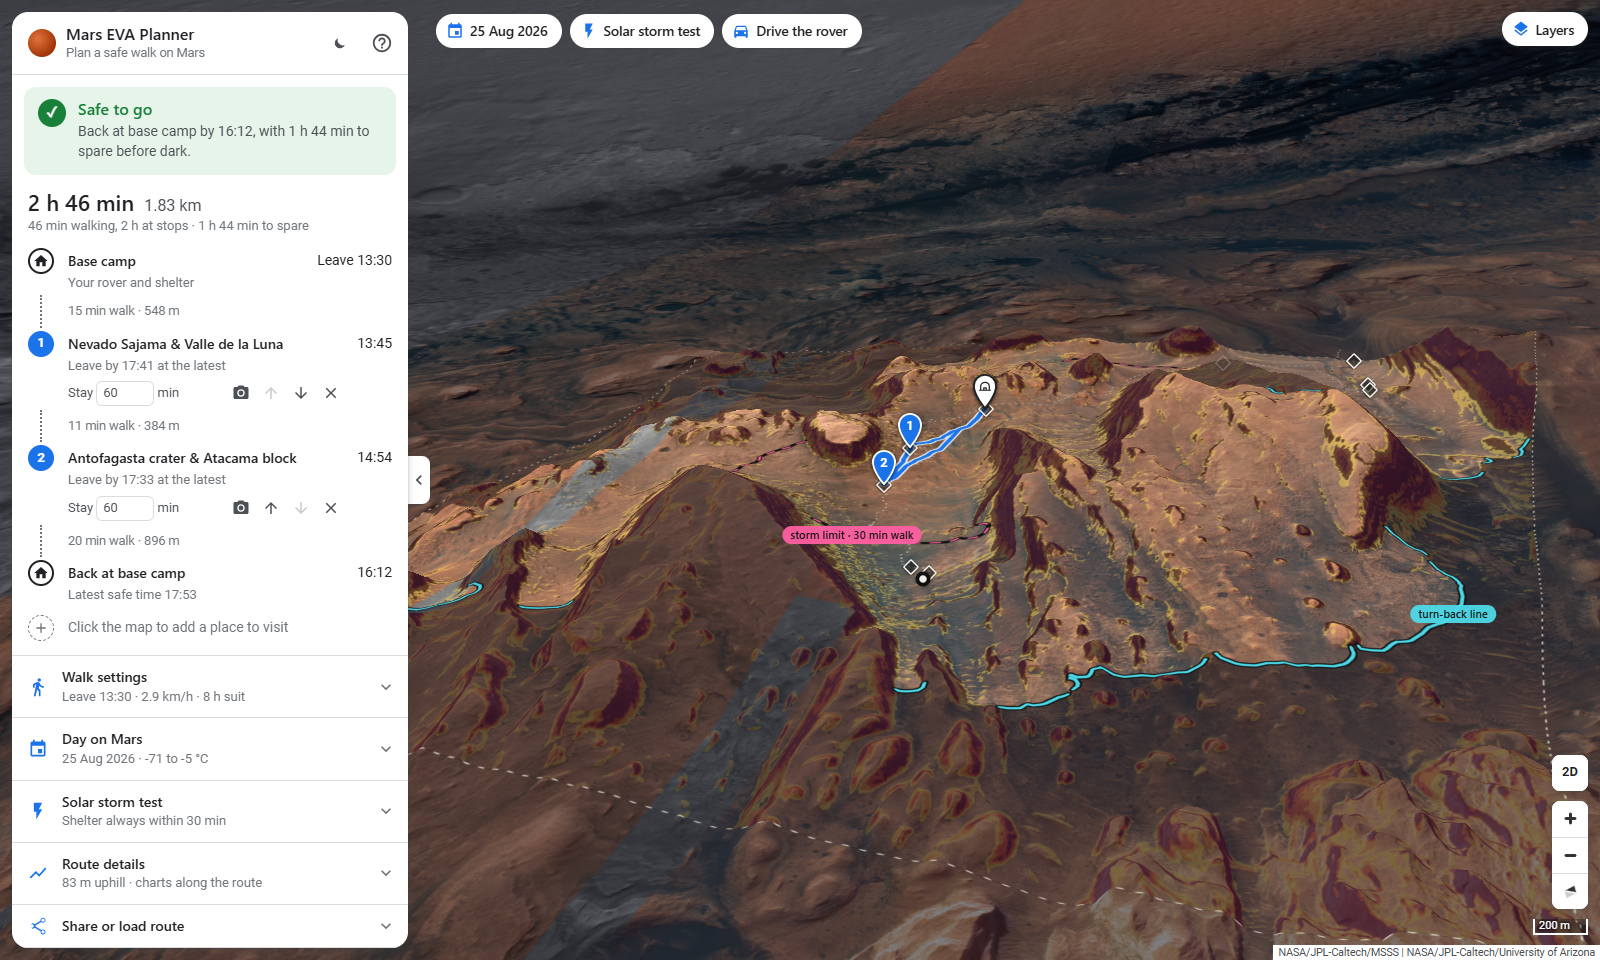 Mars EVA Planner
Plan a safe walk on Mars
25 Aug 2026
Solar storm test
Drive the rover
Layers
Safe to go
Back at base camp by 16:12, with 1 h 44 min to
spare before dark.
2 h 46 min 1.83 km
46 min walking, 2 h at stops · 1 h 44 min to spare
Base camp Leave 13:30
Your rover and shelter
15 min walk · 548 m
1 Nevado Sajama & Valle de la Luna 13:45
Leave by 17:41 at the latest
Stay 60 min
11 min walk · 384 m
2 Antofagasta crater & Atacama block 14:54
Leave by 17:33 at the latest
Stay 60 min
20 min walk · 896 m
Back at base camp 16:12
Latest safe time 17:53
Click the map to add a place to visit
Walk settings
Leave 13:30 · 2.9 km/h · 8 h suit
Day on Mars
25 Aug 2026 · -71 to -5 °C
Solar storm test
Shelter always within 30 min
Route details
83 m uphill · charts along the route
Share or load route
1
2
storm limit · 30 min walk
turn-back line
2D
200 m
NASA/JPL-Caltech/MSSS | NASA/JPL-Caltech/University of Arizona